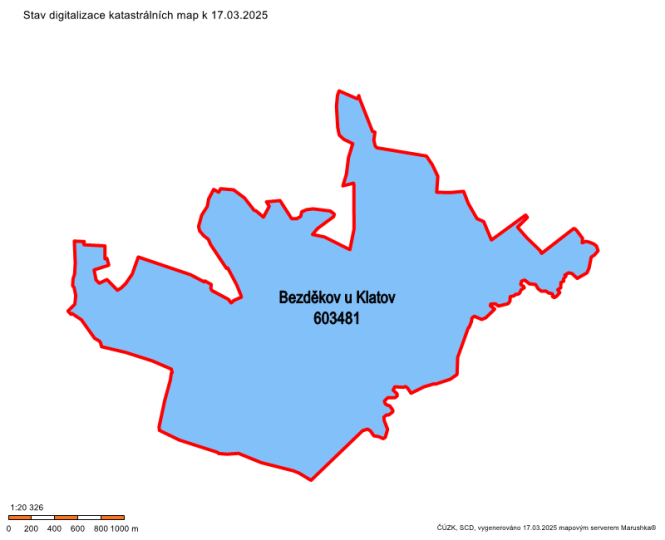 Stav digitalizace katastrálních map k 17.03.2025
Bezděkov u Klatov
603481
1:20 326
0 200 400 600 800 1000 m
ČÚZK, SCD, vygenerováno 17.03.2025 mapovým serverem Marushka®